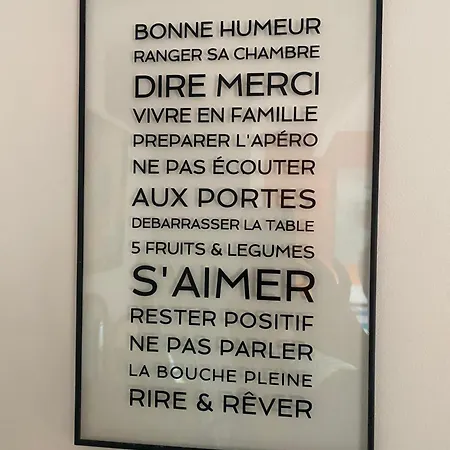 BONNE HUMEUR
RANGER SA CHAMBRE
DIRE MERCI
VIVRE EN FAMILLE
PREPARER L'APÉRO
NE PAS ÉCOUTER
AUX PORTES
DEBARRASSER LA TABLE
5 FRUITS & LEGUMES
S'AIMER
RESTER POSITIF
NE PAS PARLER
LA BOUCHE PLEINE
RIRE & RÊVER